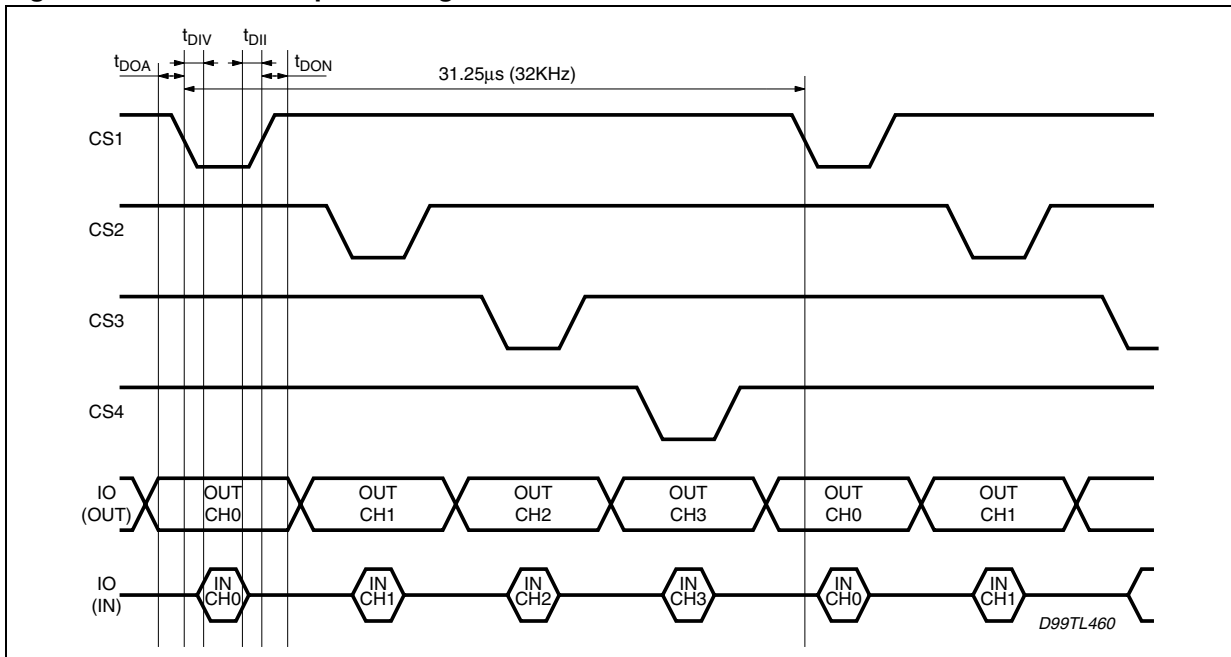 tDIV tDII
tDOA tDON
31.25µs (32KHz)
CS1
CS2
CS3
CS4
IO
(OUT)
OUT
CH0
OUT
CH1
OUT
CH2
OUT
CH3
OUT
CH0
OUT
CH1
IO
(IN)
IN
CH0
IN
CH1
IN
CH2
IN
CH3
IN
CH0
IN
CH1
D99TL460